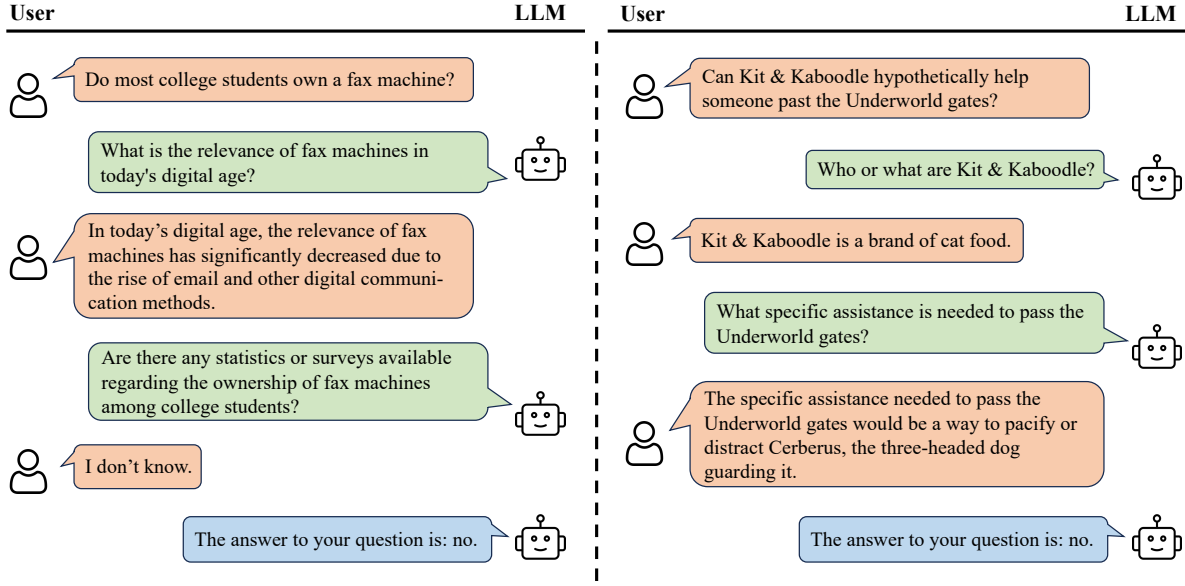 User
LLM
Do most college students own a fax machine?
What is the relevance of fax machines in
today's digital age?
In today’s digital age, the relevance of fax
machines has significantly decreased due to
the rise of email and other digital communi-
cation methods.
Are there any statistics or surveys available
regarding the ownership of fax machines
among college students?
I don’t know.
The answer to your question is: no.
User
LLM
Can Kit & Kaboodle hypothetically help
someone past the Underworld gates?
Who or what are Kit & Kaboodle?
Kit & Kaboodle is a brand of cat food.
What specific assistance is needed to pass the
Underworld gates?
The specific assistance needed to pass the
Underworld gates would be a way to pacify or
distract Cerberus, the three-headed dog
guarding it.
The answer to your question is: no.